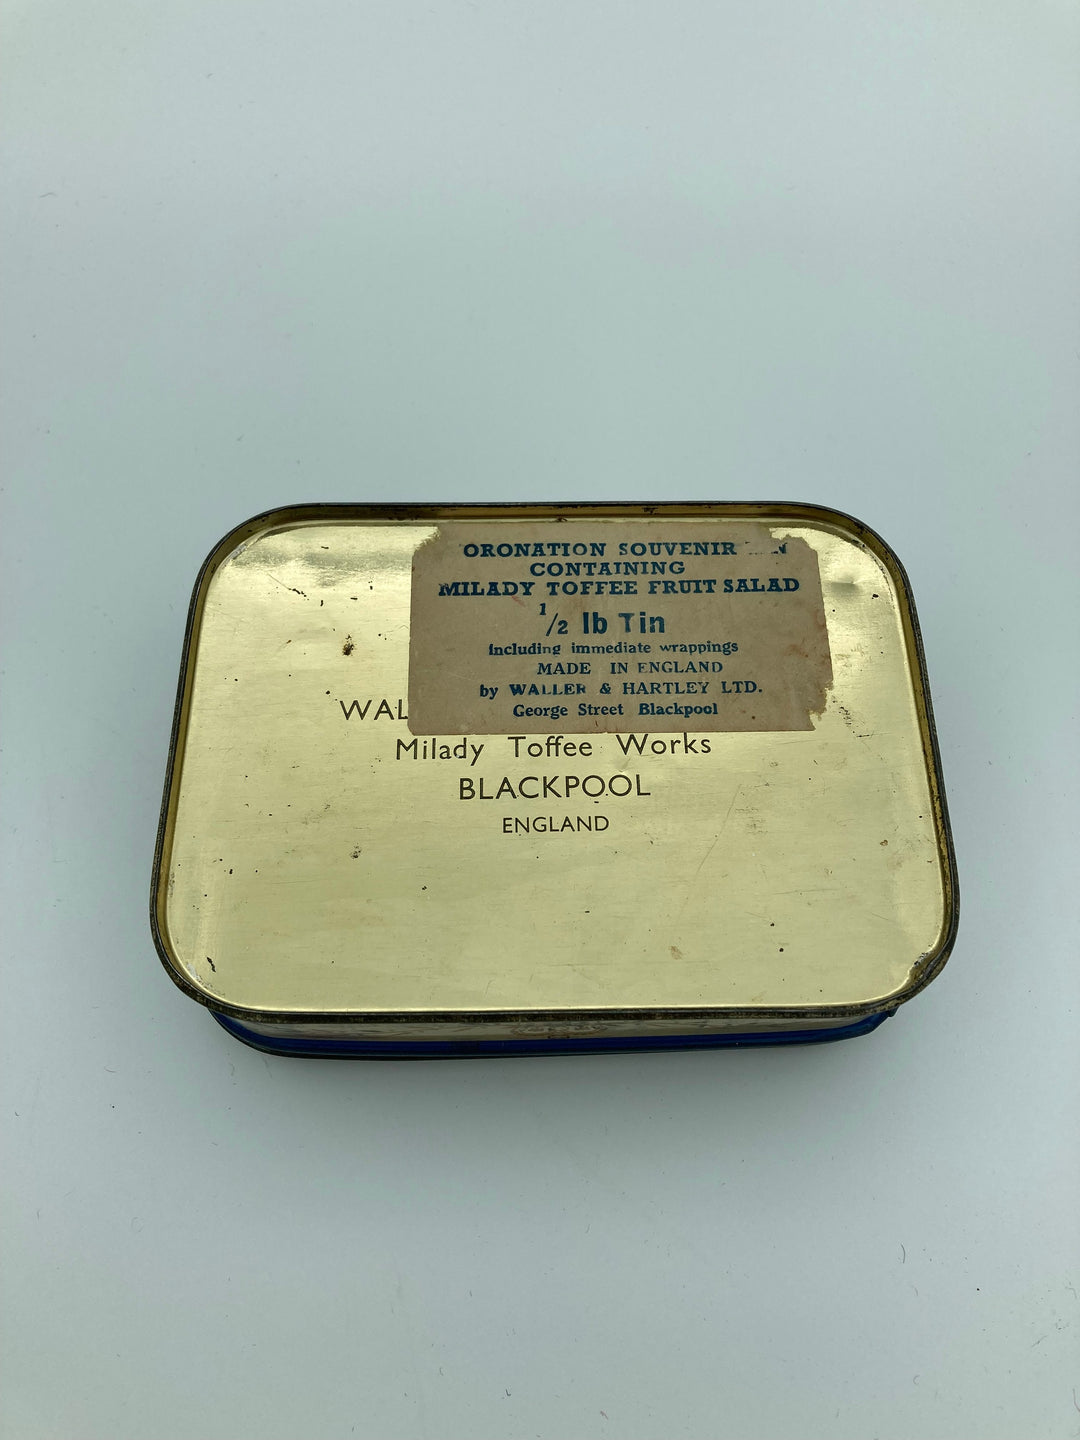 ORONATION SOUVENIR N
CONTAINING
MILADY TOFFEE FRUIT SALAD
1/2 lb Tin
including immediate wrappings
MADE IN ENGLAND
by WALLER & HARTLEY LTD.
George Street Blackpool
WAL
Milady Toffee Works
BLACKPOOL
ENGLAND